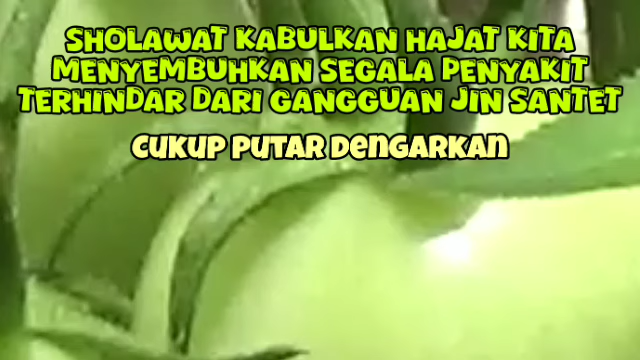 SHOLAWAT KABULKAN HAJAT KITA
MENYEMBUHKAN SEGALA PENYAKIT
TERHINDAR DARI GANGGUAN JIN SANTET
CUKUP PUTAR DENGARKAN